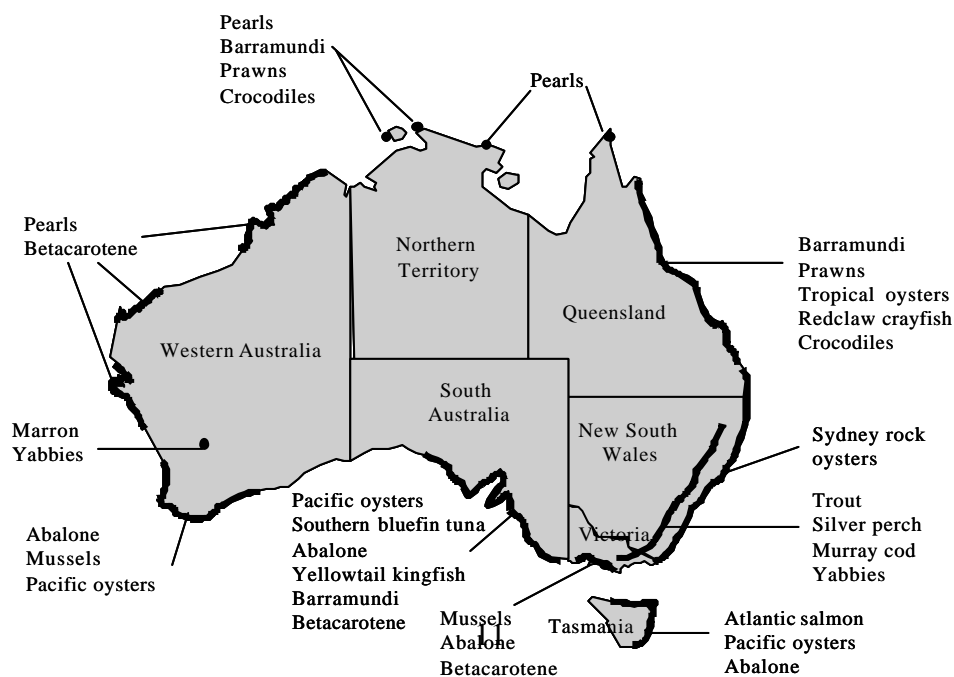 Pearls
Barramundi
Prawns
Crocodiles
Pearls
Pearls
Betacarotene
Northern
Territory
Barramundi
Prawns
Tropical oysters
Redclaw crayfish
Crocodiles
Queensland
Western Australia
South
Australia
New South
Wales
Marron
Yabbies
Sydney rock
oysters
Pacific oysters
Southern bluefin tuna
Abalone
Yellowtail kingfish
Barramundi
Betacarotene
Trout
Silver perch
Murray cod
Yabbies
Victoria
Abalone
Mussels
Pacific oysters
Mussels
Abalone
Betacarotene
11
Tasmania
Atlantic salmon
Pacific oysters
Abalone